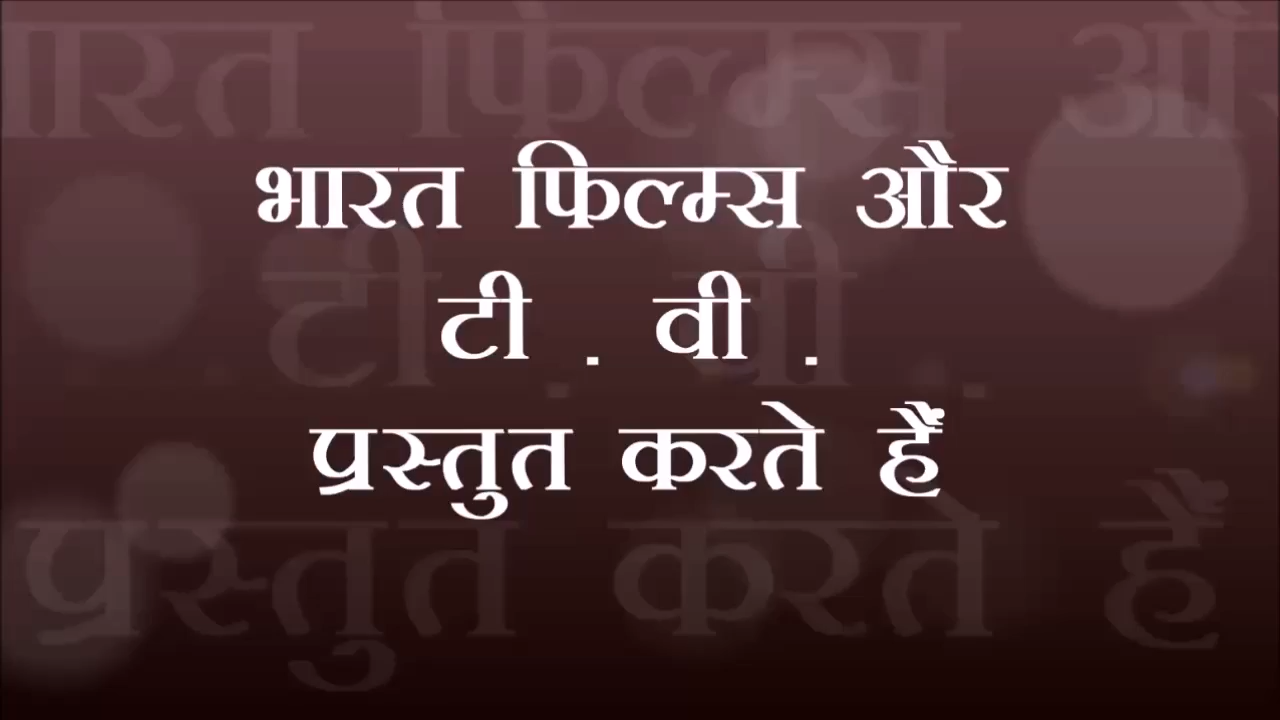 भारत फिल्म्स और
टी . वी .
प्रस्तुत करते हैं